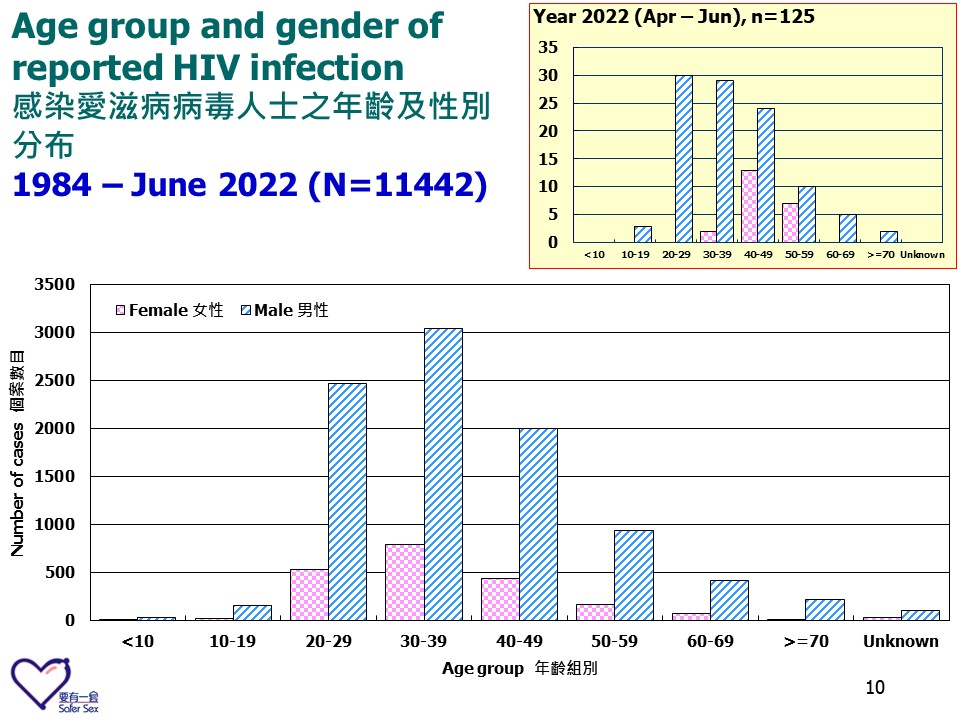 Age group and gender of
reported HIV infection
感染愛滋病病毒人士之年齡及性別
分布
1984 – June 2022 (N=11442)
Year 2022 (Apr – Jun), n=125
35
30
25
20
15
10
5
0
<10 10-19 20-29 30-39 40-49 50-59 60-69 >=70 Unknown
Female 女性 Male 男性
Number of cases 個案數目
3500
3000
2500
2000
1500
1000
500
0
<10 10-19 20-29 30-39 40-49 50-59 60-69 >=70 Unknown
Age group 年齡組別
要有一套
Safer Sex
10